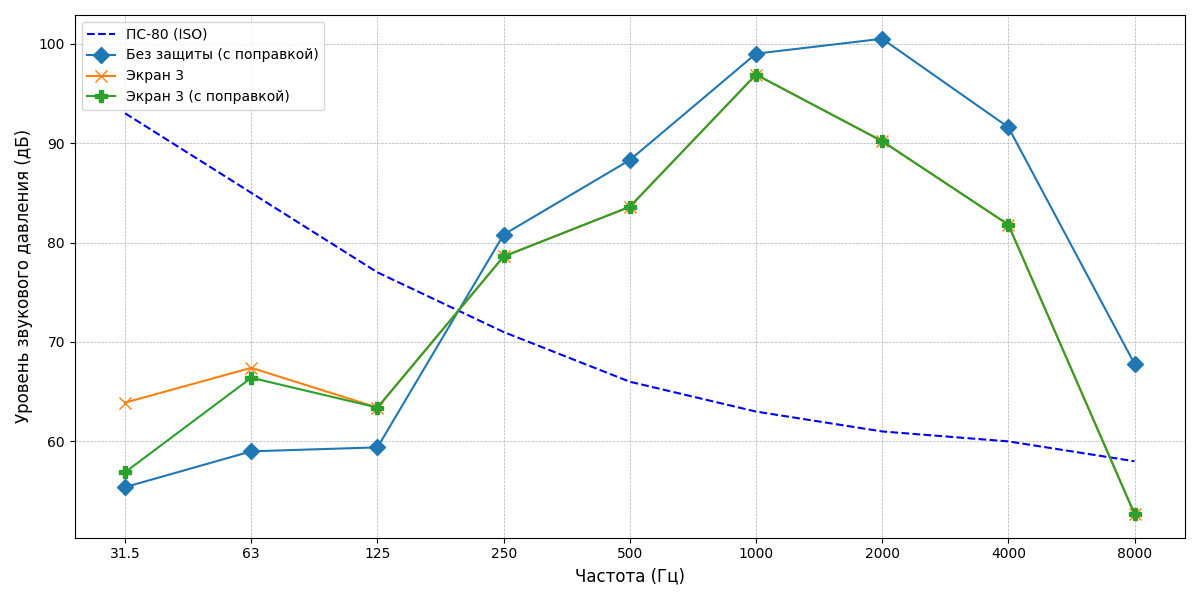 ПС-80 (ISO)
Без защиты (с поправкой)
Экран 3
Экран 3 (с поправкой)
Уровень звукового давления (дБ)
100
90
80
70
60
31.5 63 125 250 500 1000 2000 4000 8000
Частота (Гц)